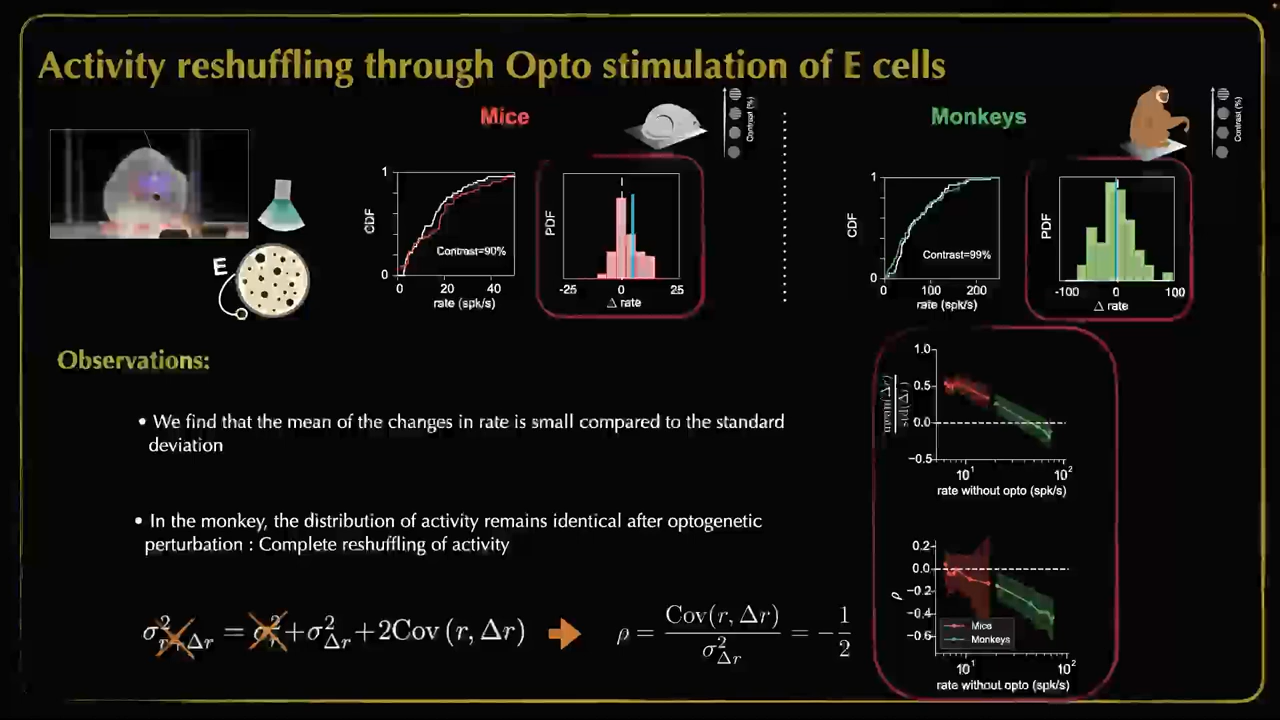 Activity reshuffling through Opto stimulation of E cells
Mice
Contrast (%)
Monkeys
Contrast (%)
E
1
CDF
0
Contrast=90%
0 20 40
rate (spk/s)
PDF
-25 0 25
Δ rate
1
CDF
0
Contrast=99%
0 100 200
rate (spk/s)
PDF
-100 0 100
Δ rate
Observations:
• We find that the mean of the changes in rate is small compared to the standard
deviation
• In the monkey, the distribution of activity remains identical after optogenetic
perturbation : Complete reshuffling of activity
σ²r+Δr = σ²r + σ²Δr + 2Cov (r, Δr)
ρ = Cov(r, Δr) / σ²Δr = − 1/2
mean(Δr)
std(Δr)
1.0
0.5
0.0
−0.5
10¹ 10²
rate without opto (spk/s)
ρ
0.2
0.0
−0.2
−0.4
−0.6
Mice
Monkeys
10¹ 10²
rate without opto (spk/s)